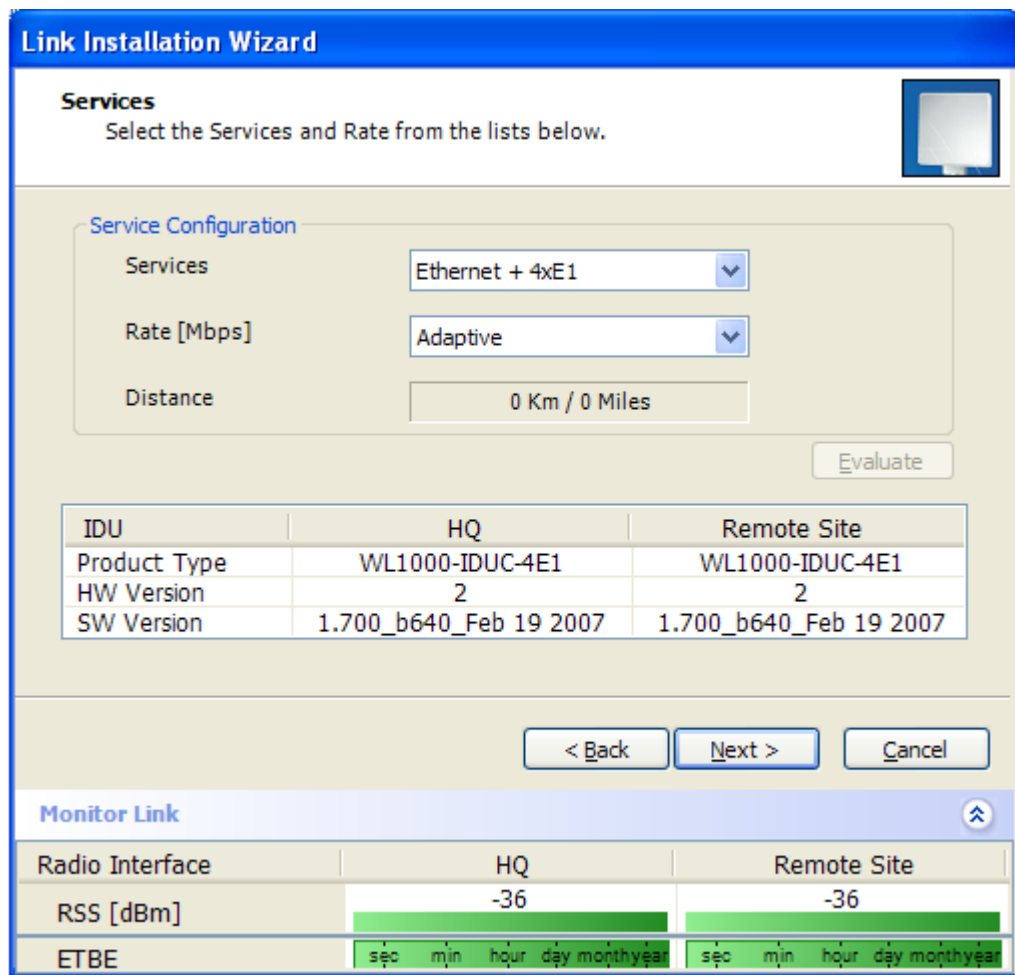 Link Installation Wizard
Services
Select the Services and Rate from the lists below.
Service Configuration
Services Ethernet + 4xE1
Rate [Mbps] Adaptive
Distance 0 Km / 0 Miles
Evaluate
IDU HQ Remote Site
Product Type WL1000-IDUC-4E1 WL1000-IDUC-4E1
HW Version 2 2
SW Version 1.700_b640_Feb 19 2007 1.700_b640_Feb 19 2007
< Back Next > Cancel
Monitor Link
Radio Interface HQ Remote Site
RSS [dBm] -36 -36
ETBE sec min hour day month year sec min hour day month year